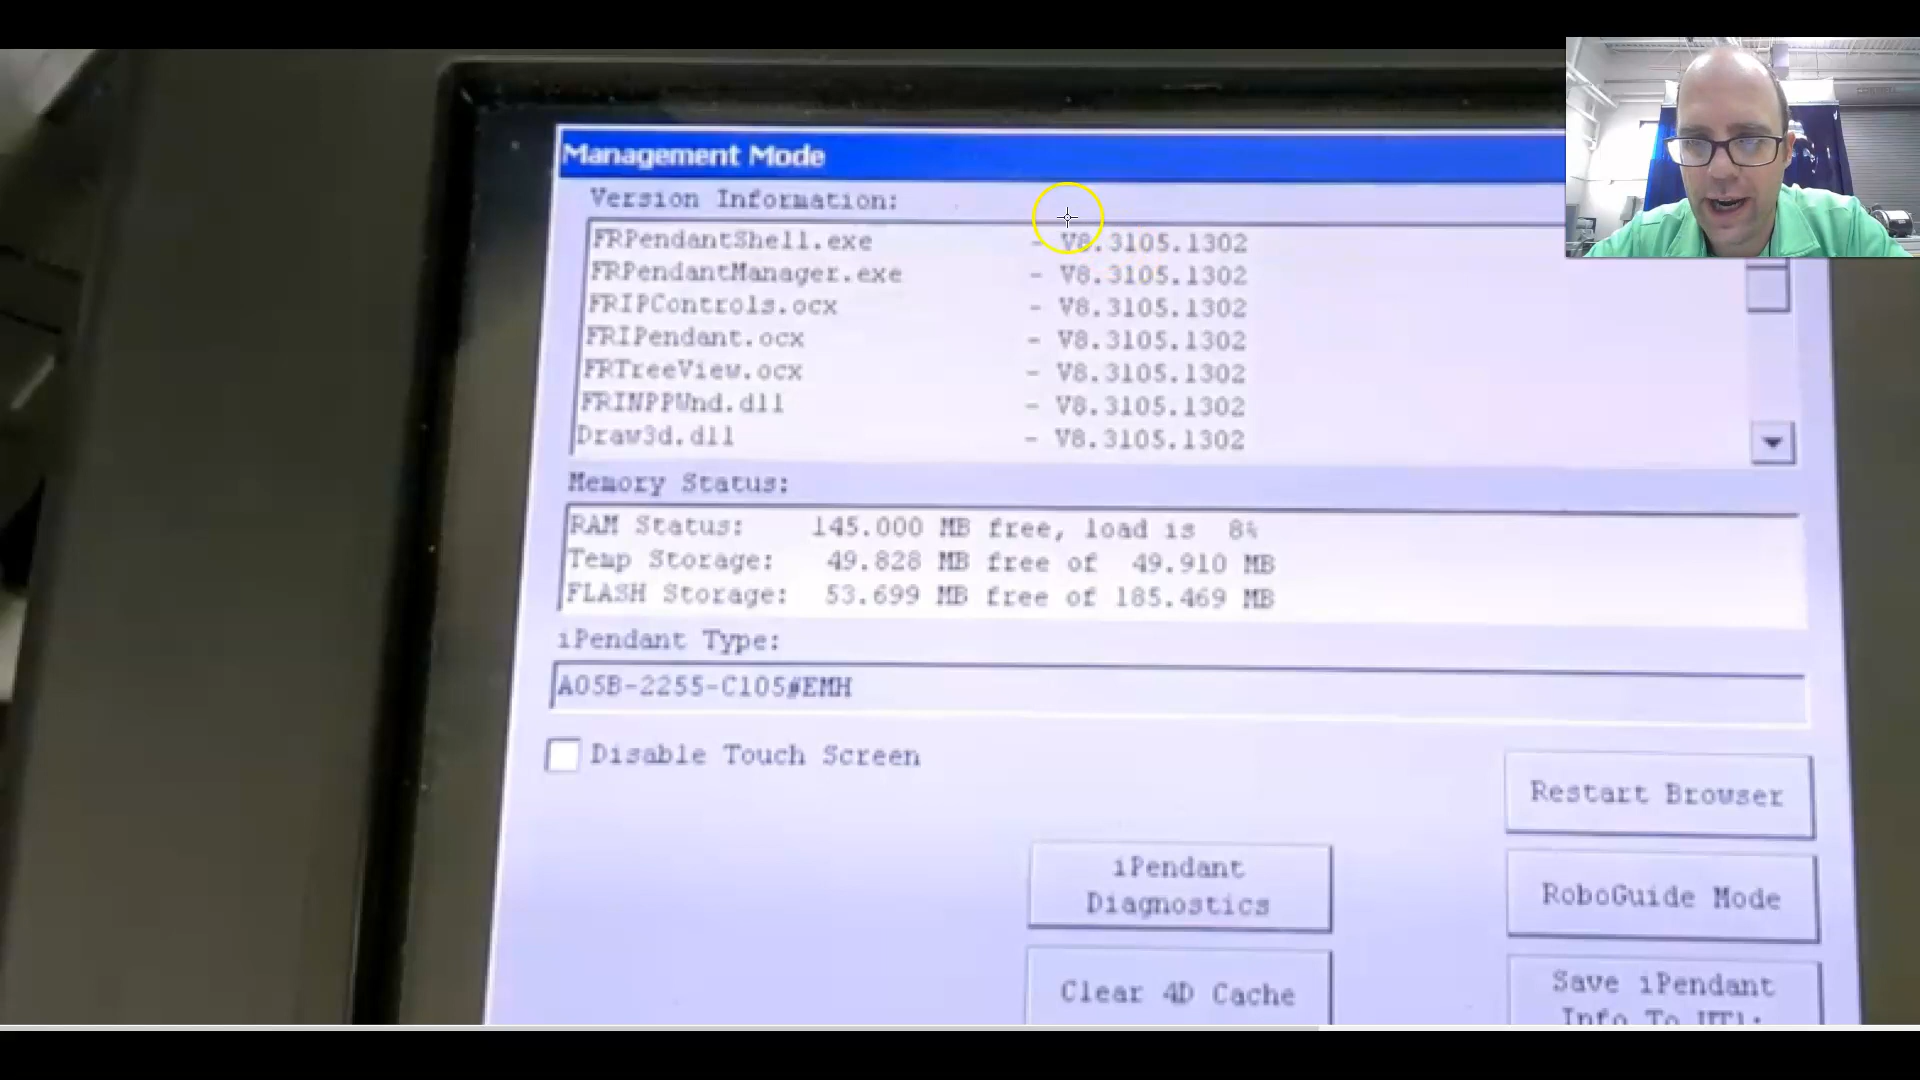 Management Mode
Version Information:
FRPendantShell.exe - V8.3105.1302
FRPendantManager.exe - V8.3105.1302
FRIPControls.ocx - V8.3105.1302
FRIPendant.ocx - V8.3105.1302
FRTreeView.ocx - V8.3105.1302
FRINPPWnd.dll - V8.3105.1302
Draw3d.dll - V8.3105.1302
Memory Status:
RAM Status: 145.000 MB free, load is 8%
Temp Storage: 49.828 MB free of 49.910 MB
FLASH Storage: 53.699 MB free of 185.469 MB
iPendant Type:
A05B-2255-C105#EMH
Disable Touch Screen
Restart Browser
iPendant
Diagnostics
RoboGuide Mode
Clear 4D Cache
Save iPendant
Info To UT1: